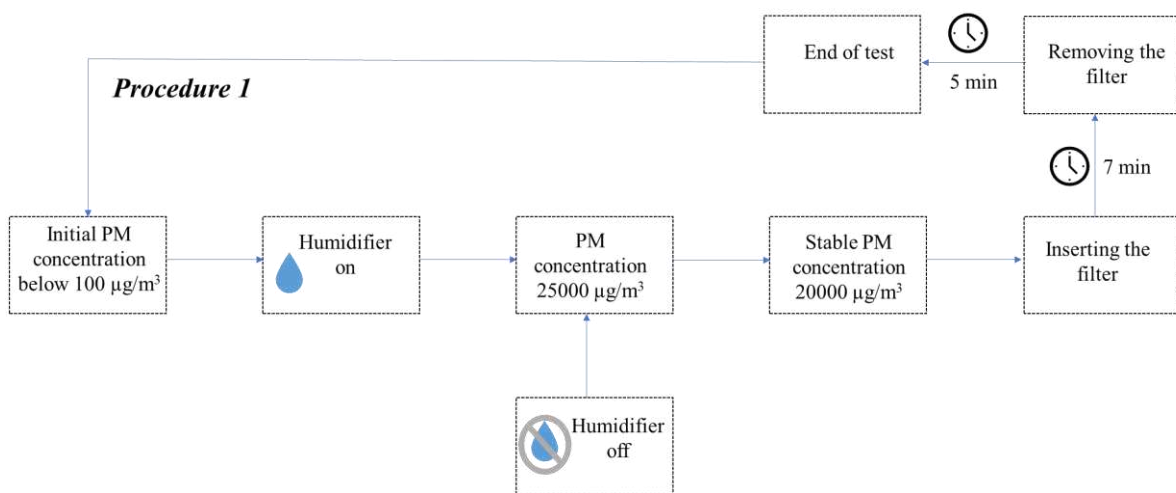 End of test
5 min
Removing the
filter
Procedure 1
7 min
Initial PM
concentration
below 100 µg/m³
Humidifier
on
PM
concentration
25000 µg/m³
Stable PM
concentration
20000 µg/m³
Inserting the
filter
Humidifier
off